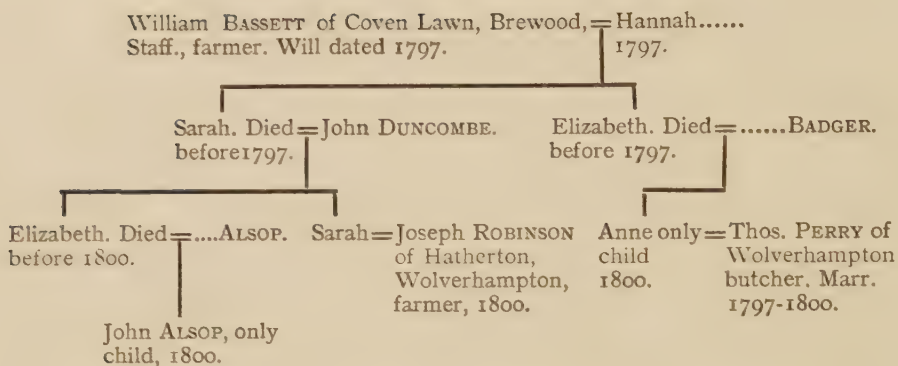 William BASSETT of Coven Lawn, Brewood, = Hannah......
Staff., farmer. Will dated 1797. 1797.
Sarah. Died = John DUNCOMBE.
before 1797.
Elizabeth. Died = ......BADGER.
before 1797.
Elizabeth. Died = ....ALSOP.
before 1800.
Sarah = Joseph ROBINSON
of Hatherton,
Wolverhampton,
farmer, 1800.
Anne only = Thos. PERRY of
child Wolverhampton
1800. butcher. Marr.
1797-1800.
John ALSOP, only
child, 1800.